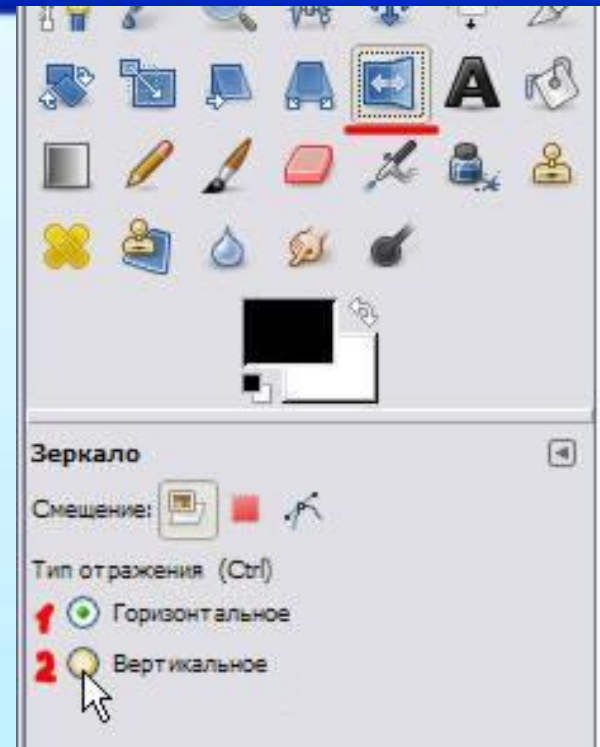 Зеркало
Смещение:
Тип отражения (Ctrl)
1 Горизонтальное
2 Вертикальное